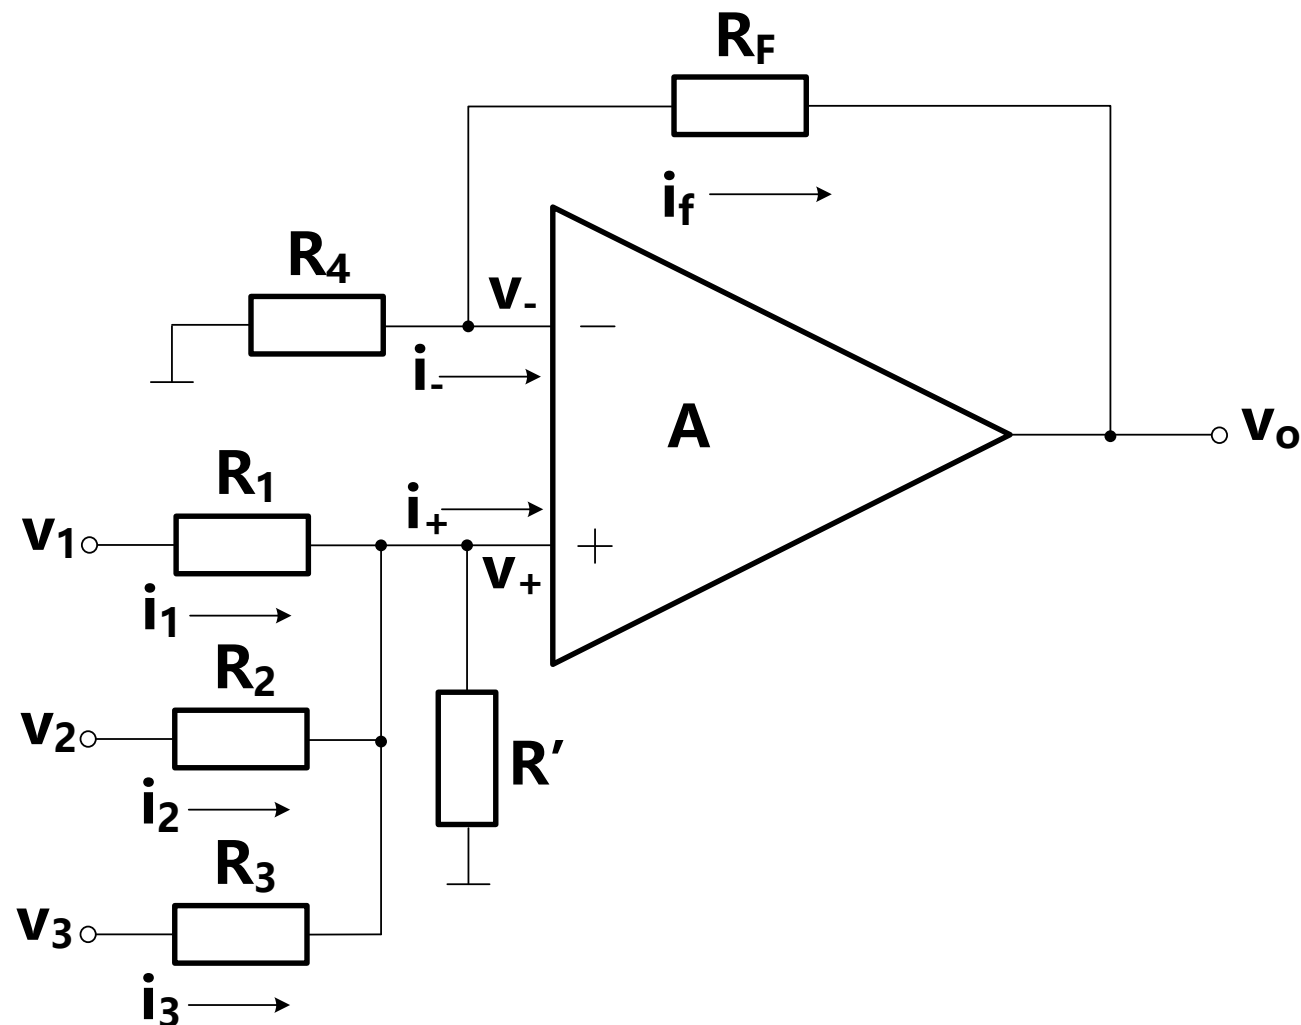 R_F
i_f
R_4
v_-
−
i_-
A
v_o
R_1
i_+
v_1
+
v_+
i_1
R_2
v_2
R′
i_2
R_3
v_3
i_3